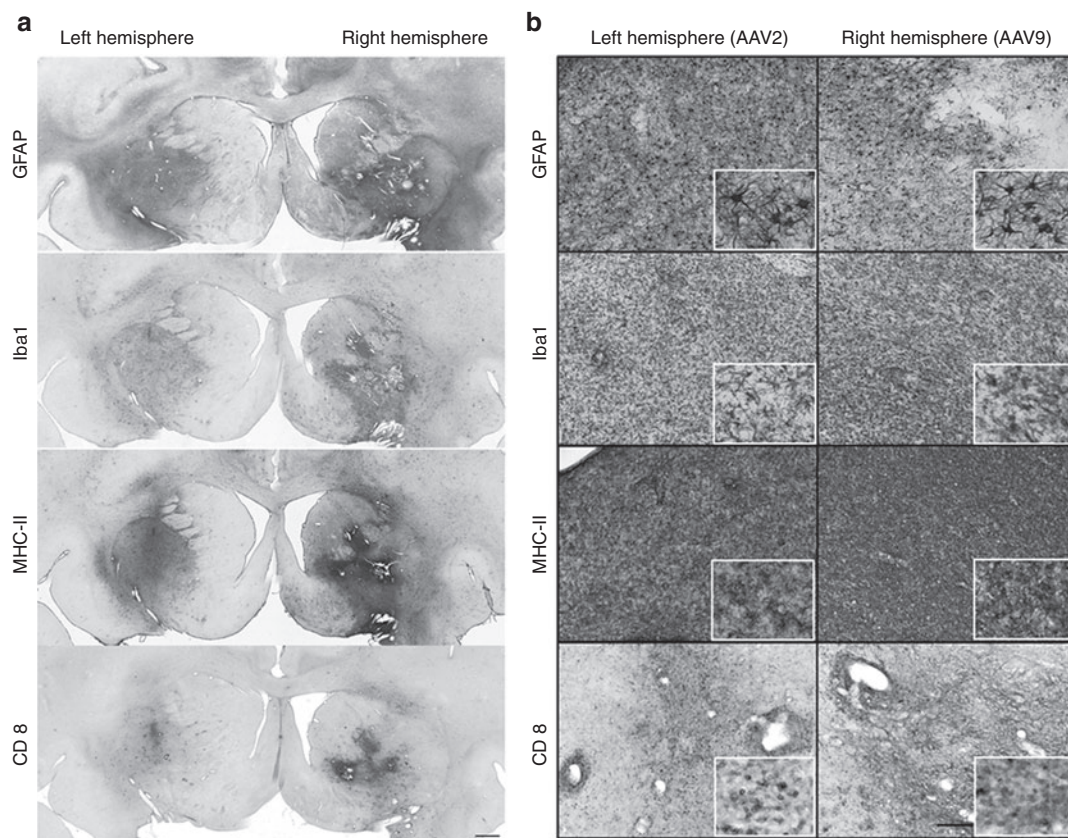 a
Left hemisphere
Right hemisphere
GFAP
Iba1
MHC-II
CD 8
b
Left hemisphere (AAV2)
Right hemisphere (AAV9)
GFAP
Iba1
MHC-II
CD 8